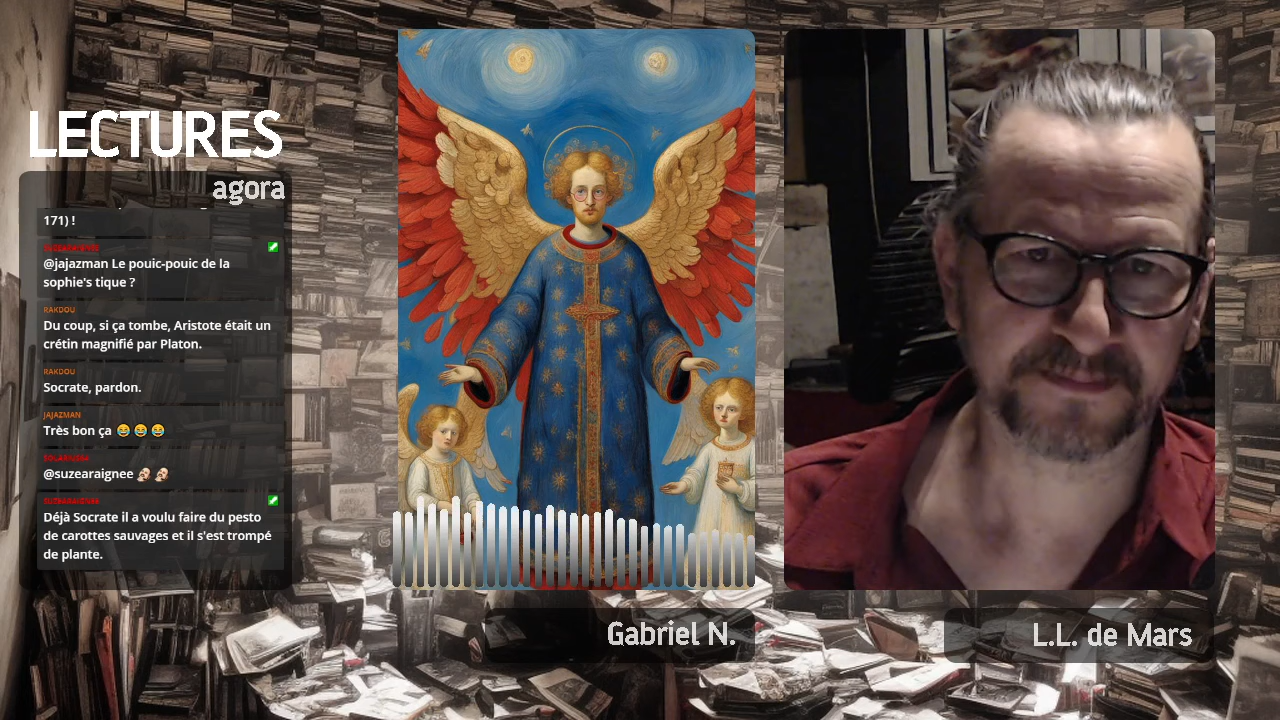 LECTURES
agora
171) !
SUZEARAIGNEE
@jajazman Le pouic-pouic de la
sophie's tique ?
RAKDOU
Du coup, si ça tombe, Aristote était un
crétin magnifié par Platon.
RAKDOU
Socrate, pardon.
JAJAZMAN
Très bon ça 😂 😂 😂
@suzearaignee
SUZEARAIGNEE
Déjà Socrate il a voulu faire du pesto
de carottes sauvages et il s'est trompé
de plante.
Gabriel N.
L.L. de Mars